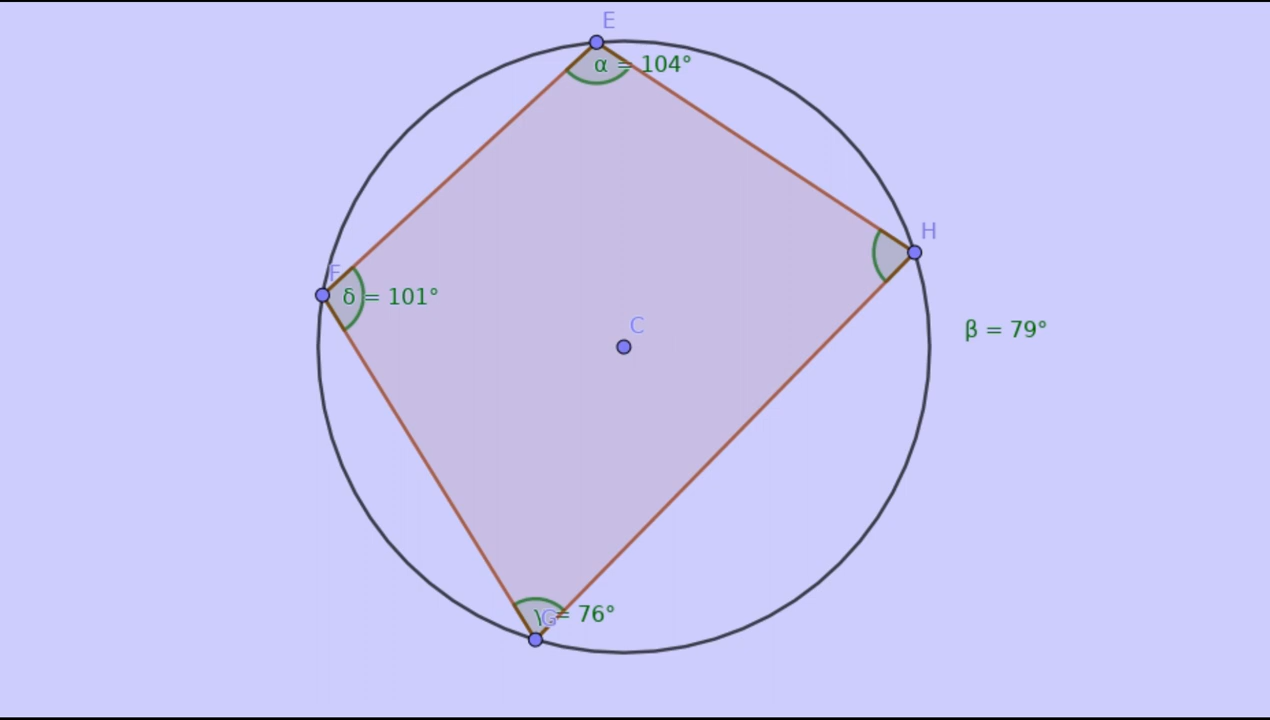 E
α = 104°
H
F
δ = 101°
C
β = 79°
γ = 76°
G